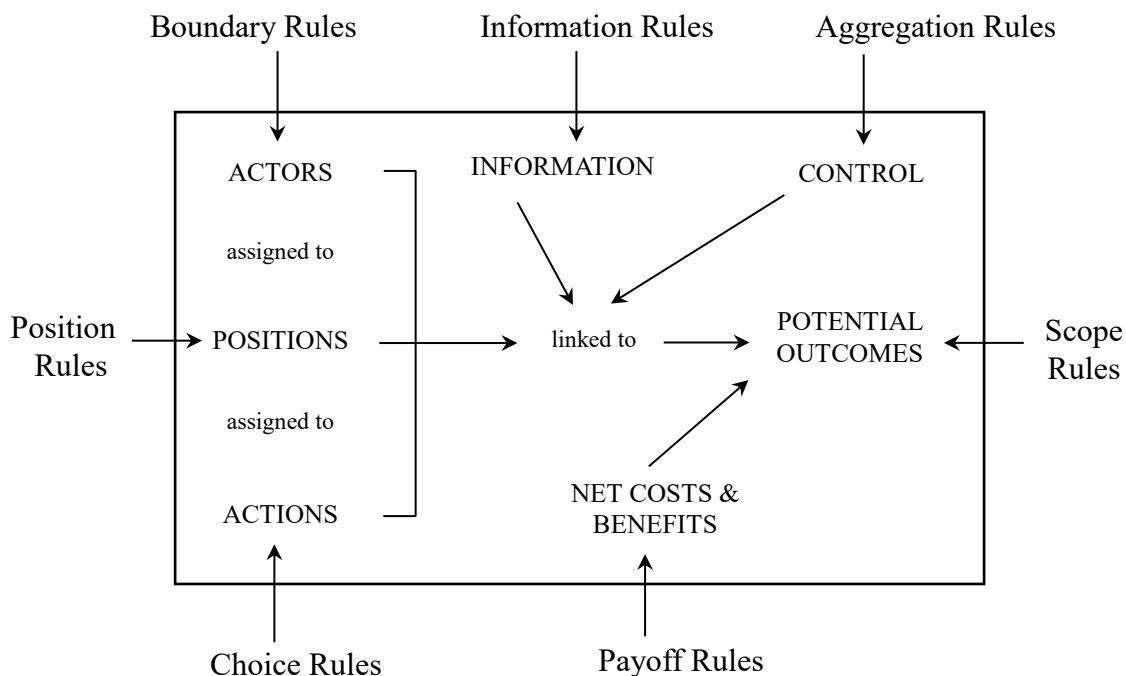 Boundary Rules
Information Rules
Aggregation Rules
ACTORS
INFORMATION
CONTROL
assigned to
Position
Rules
POSITIONS
linked to
POTENTIAL
OUTCOMES
Scope
Rules
assigned to
ACTIONS
NET COSTS &
BENEFITS
Choice Rules
Payoff Rules